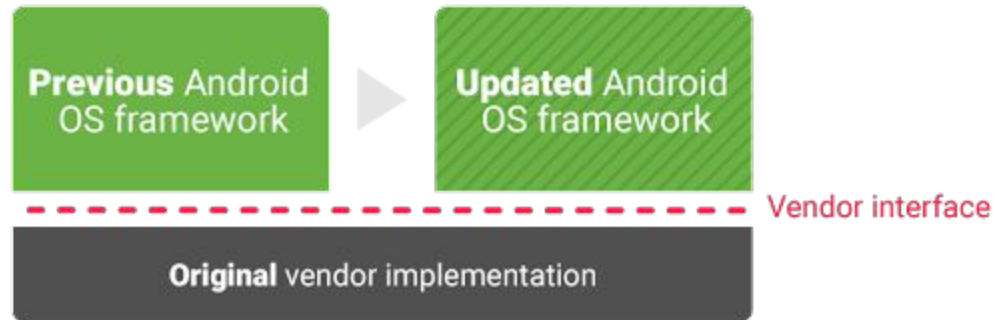 Previous Android
OS framework
Updated Android
OS framework
Vendor interface
Original vendor implementation